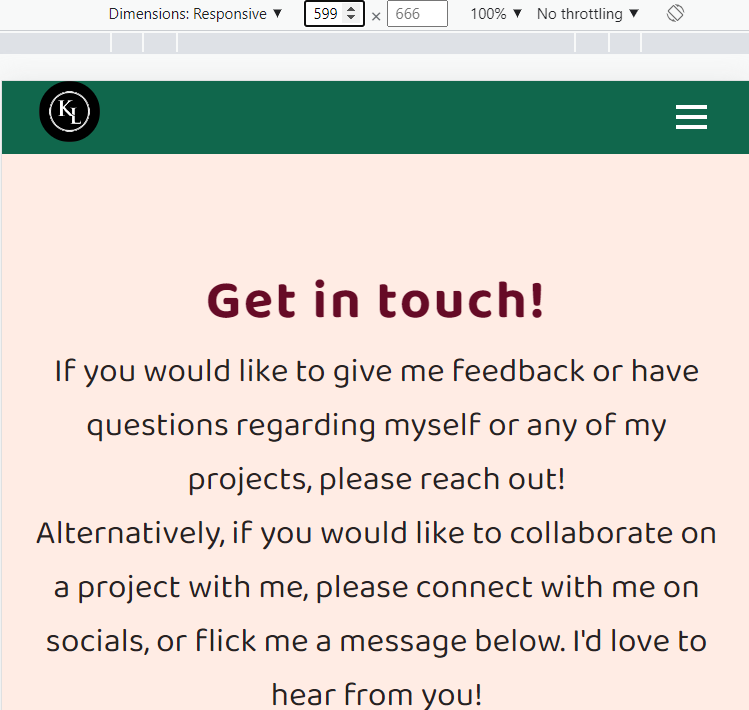 Dimensions: Responsive ▼ 599 × 666 100% ▼ No throttling ▼
KL
Get in touch!
If you would like to give me feedback or have
questions regarding myself or any of my
projects, please reach out!
Alternatively, if you would like to collaborate on
a project with me, please connect with me on
socials, or flick me a message below. I'd love to
hear from you!